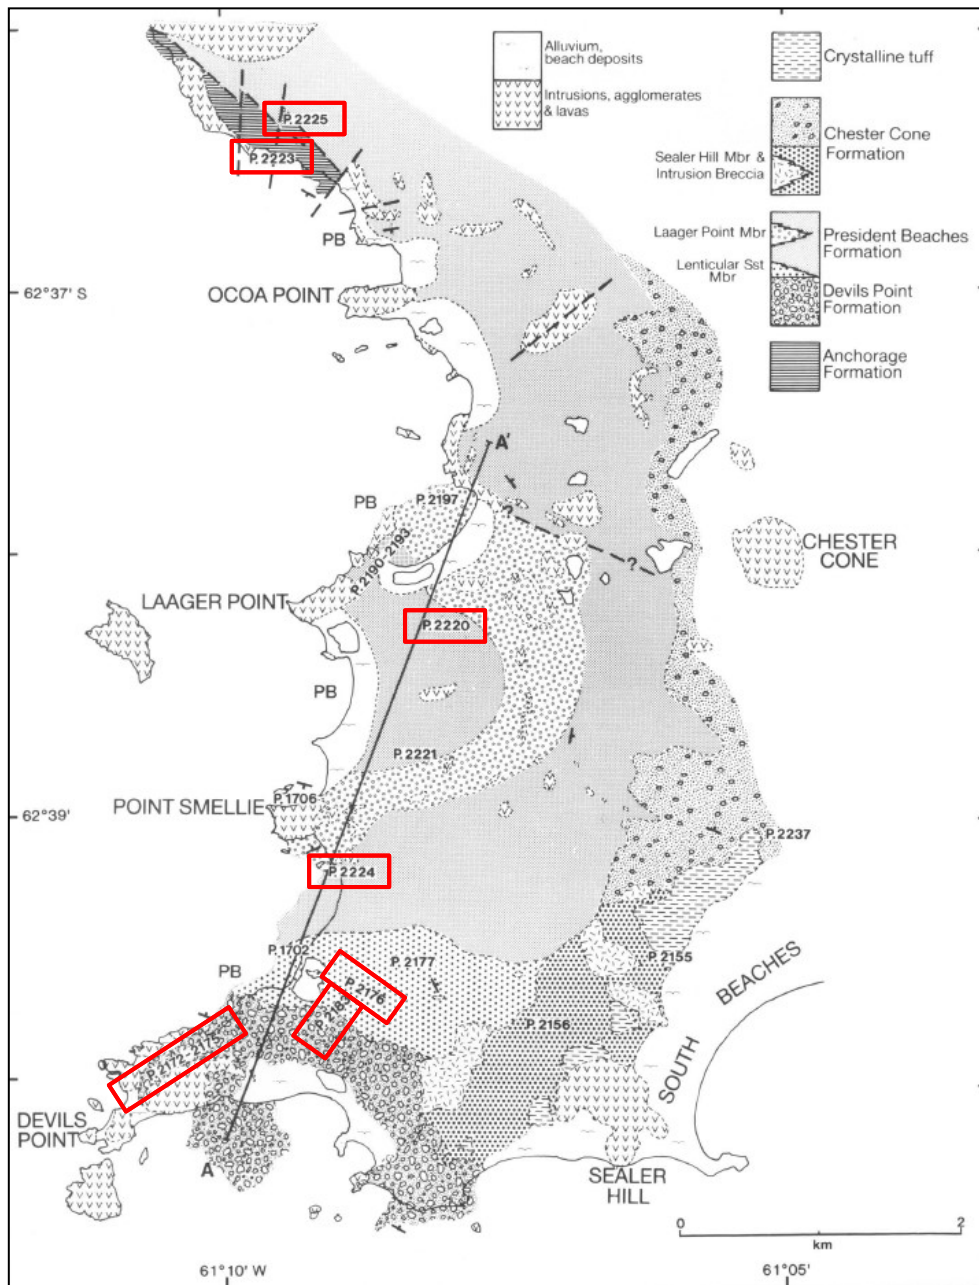 Alluvium,
beach deposits
Intrusions, agglomerates
& lavas
Crystalline tuff
Chester Cone
Formation
Sealer Hill Mbr &
Intrusion Breccia
Laager Point Mbr
President Beaches
Formation
Lenticular Sst
Mbr
Devils Point
Formation
Anchorage
Formation
P. 2225
P. 2223
PB
62°37' S
OCOA POINT
A'
PB
P. 2197
?
?
P. 2190-2193
CHESTER
CONE
LAAGER POINT
P. 2220
PB
P. 2221
POINT SMELLIE
P. 1706
62°39'
P. 2237
P. 2224
P. 1702
P. 2177
P. 2155
PB
P. 2176
P. 2156
SOUTH BEACHES
DEVILS
POINT
A
SEALER
HILL
0
2
km
61°10' W
61°05'